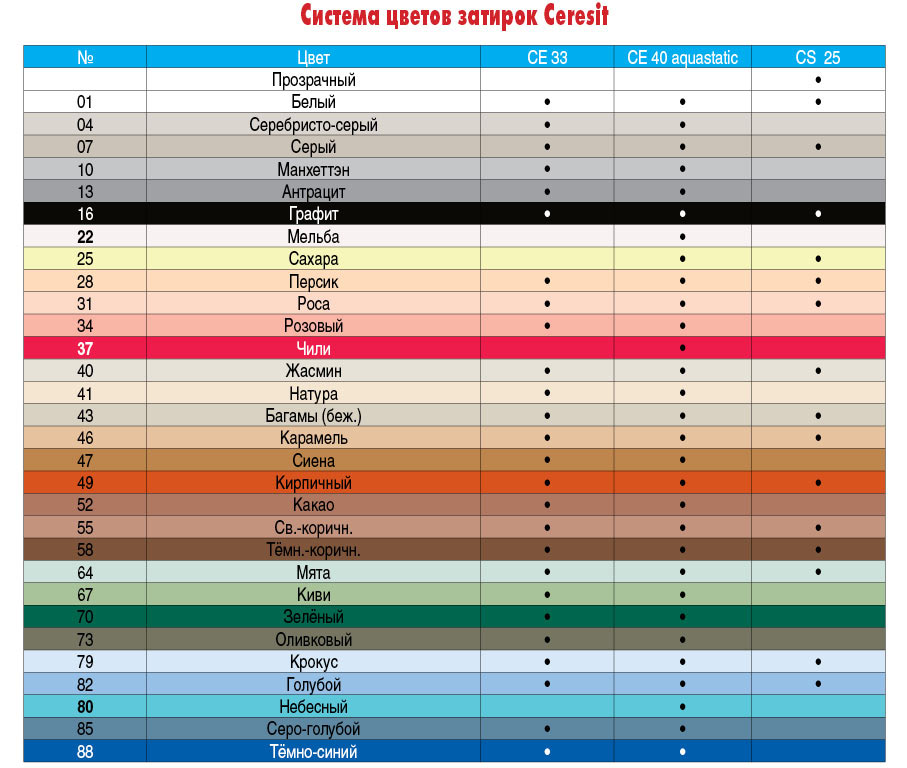 Система цветов затирок Ceresit
№ Цвет CE 33 CE 40 aquastatic CS 25
Прозрачный •
01 Белый • • •
04 Серебристо-серый • •
07 Серый • • •
10 Манхеттэн • •
13 Антрацит • •
16 Графит • • •
22 Мельба •
25 Сахара • •
28 Персик • • •
31 Роса • • •
34 Розовый • •
37 Чили •
40 Жасмин • • •
41 Натура • •
43 Багамы (беж.) • • •
46 Карамель • • •
47 Сиена • •
49 Кирпичный • • •
52 Какао • •
55 Св.-коричн. • • •
58 Тёмн.-коричн. • • •
64 Мята • • •
67 Киви • •
70 Зелёный • •
73 Оливковый • •
79 Крокус • • •
82 Голубой • • •
80 Небесный •
85 Серо-голубой • •
88 Тёмно-синий • •